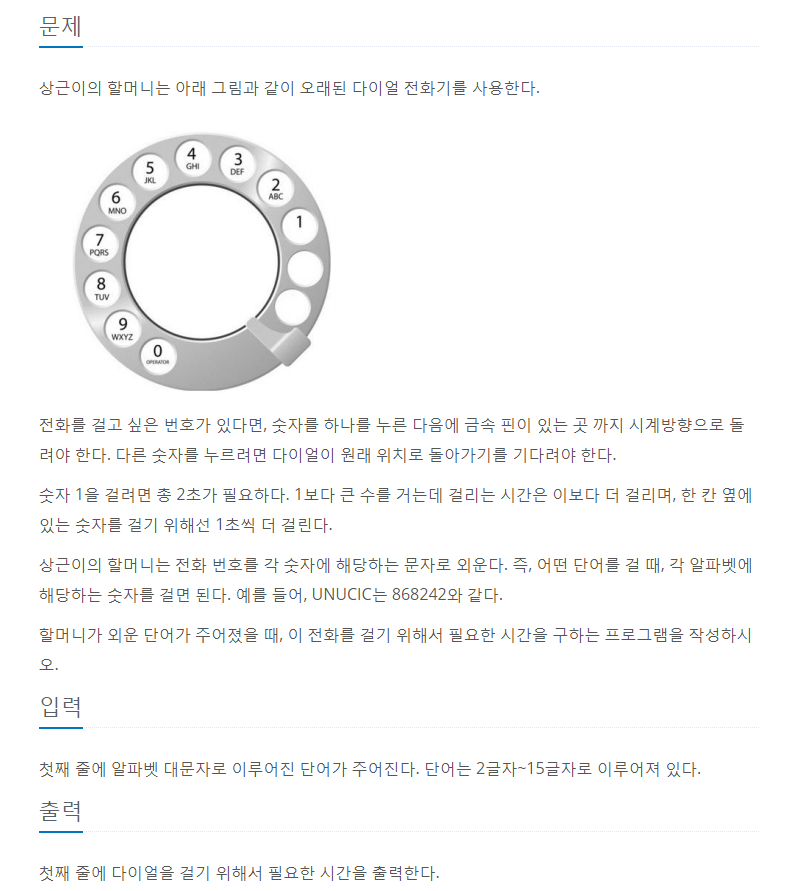 문제
상근이의 할머니는 아래 그림과 같이 오래된 다이얼 전화기를 사용한다.
4
GHI
3
DEF
5
JKL
2
ABC
6
MNO
1
7
PQRS
8
TUV
9
WXYZ
0
OPERATOR
전화를 걸고 싶은 번호가 있다면, 숫자를 하나를 누른 다음에 금속 핀이 있는 곳 까지 시계방향으로 돌
려야 한다. 다른 숫자를 누르려면 다이얼이 원래 위치로 돌아가기를 기다려야 한다.
숫자 1을 걸려면 총 2초가 필요하다. 1보다 큰 수를 거는데 걸리는 시간은 이보다 더 걸리며, 한 칸 옆에
있는 숫자를 걸기 위해선 1초씩 더 걸린다.
상근이의 할머니는 전화 번호를 각 숫자에 해당하는 문자로 외운다. 즉, 어떤 단어를 걸 때, 각 알파벳에
해당하는 숫자를 걸면 된다. 예를 들어, UNUCIC는 868242와 같다.
할머니가 외운 단어가 주어졌을 때, 이 전화를 걸기 위해서 필요한 시간을 구하는 프로그램을 작성하시
오.
입력
첫째 줄에 알파벳 대문자로 이루어진 단어가 주어진다. 단어는 2글자~15글자로 이루어져 있다.
출력
첫째 줄에 다이얼을 걸기 위해서 필요한 시간을 출력한다.